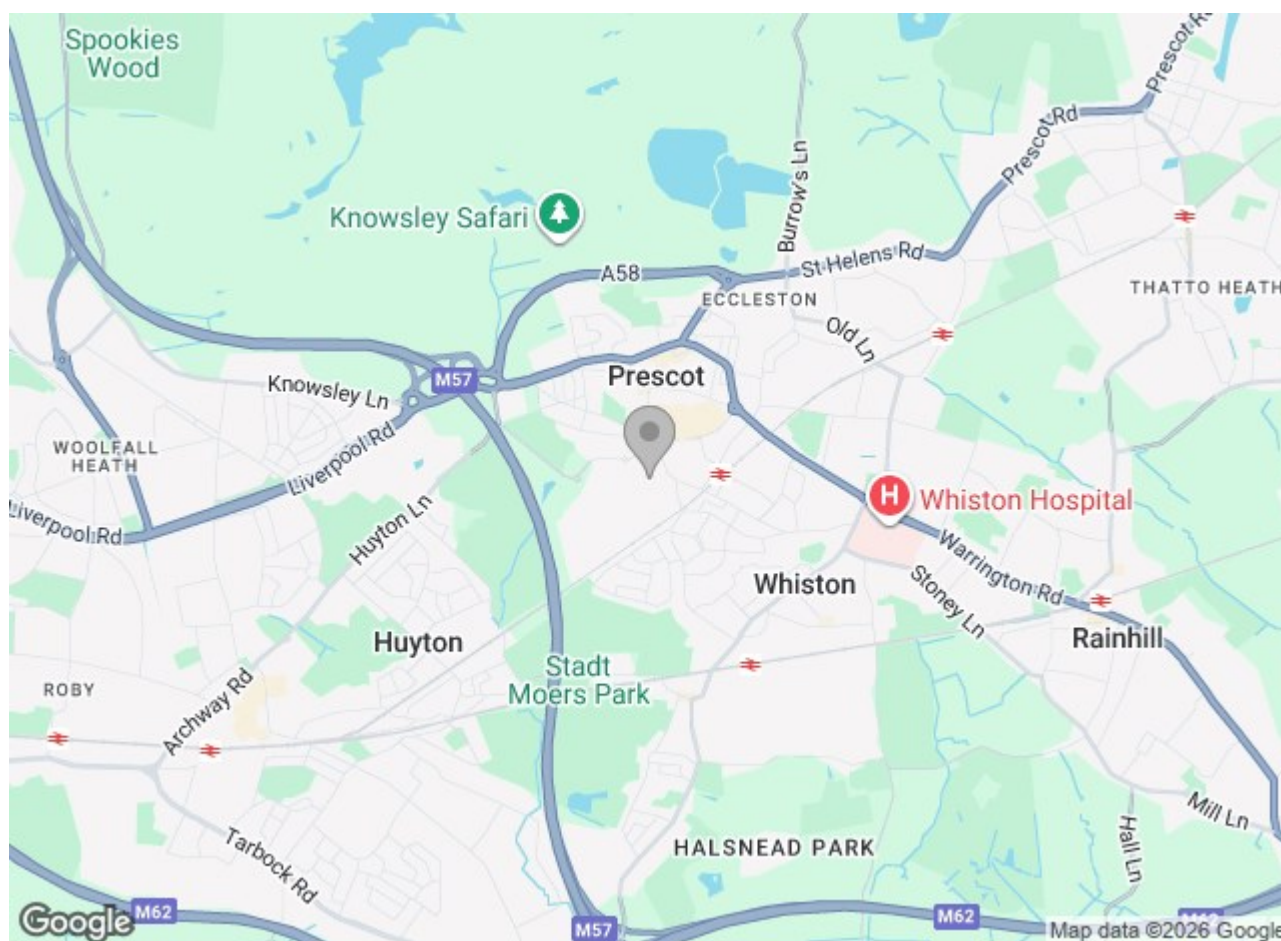 Spookies
Wood
Prescot Rd
Prescot Rd
Burrow's Ln
Knowsley Safari
St Helens Rd
A58
ECCLESTON
THATTO HEATH
Old Ln
Prescot
M57
Knowsley Ln
WOOLFALL
HEATH
Liverpool Rd
Liverpool Rd
H
Whiston Hospital
Huyton Ln
Warrington Rd
Whiston
Stoney Ln
Huyton
Rainhill
Stadt
Moers Park
ROBY
Archway Rd
Mill Ln
Hall Ln
HALSNEAD PARK
Tarbock Rd
M62
M57
M62
M62
Google
Map data ©2026 Google